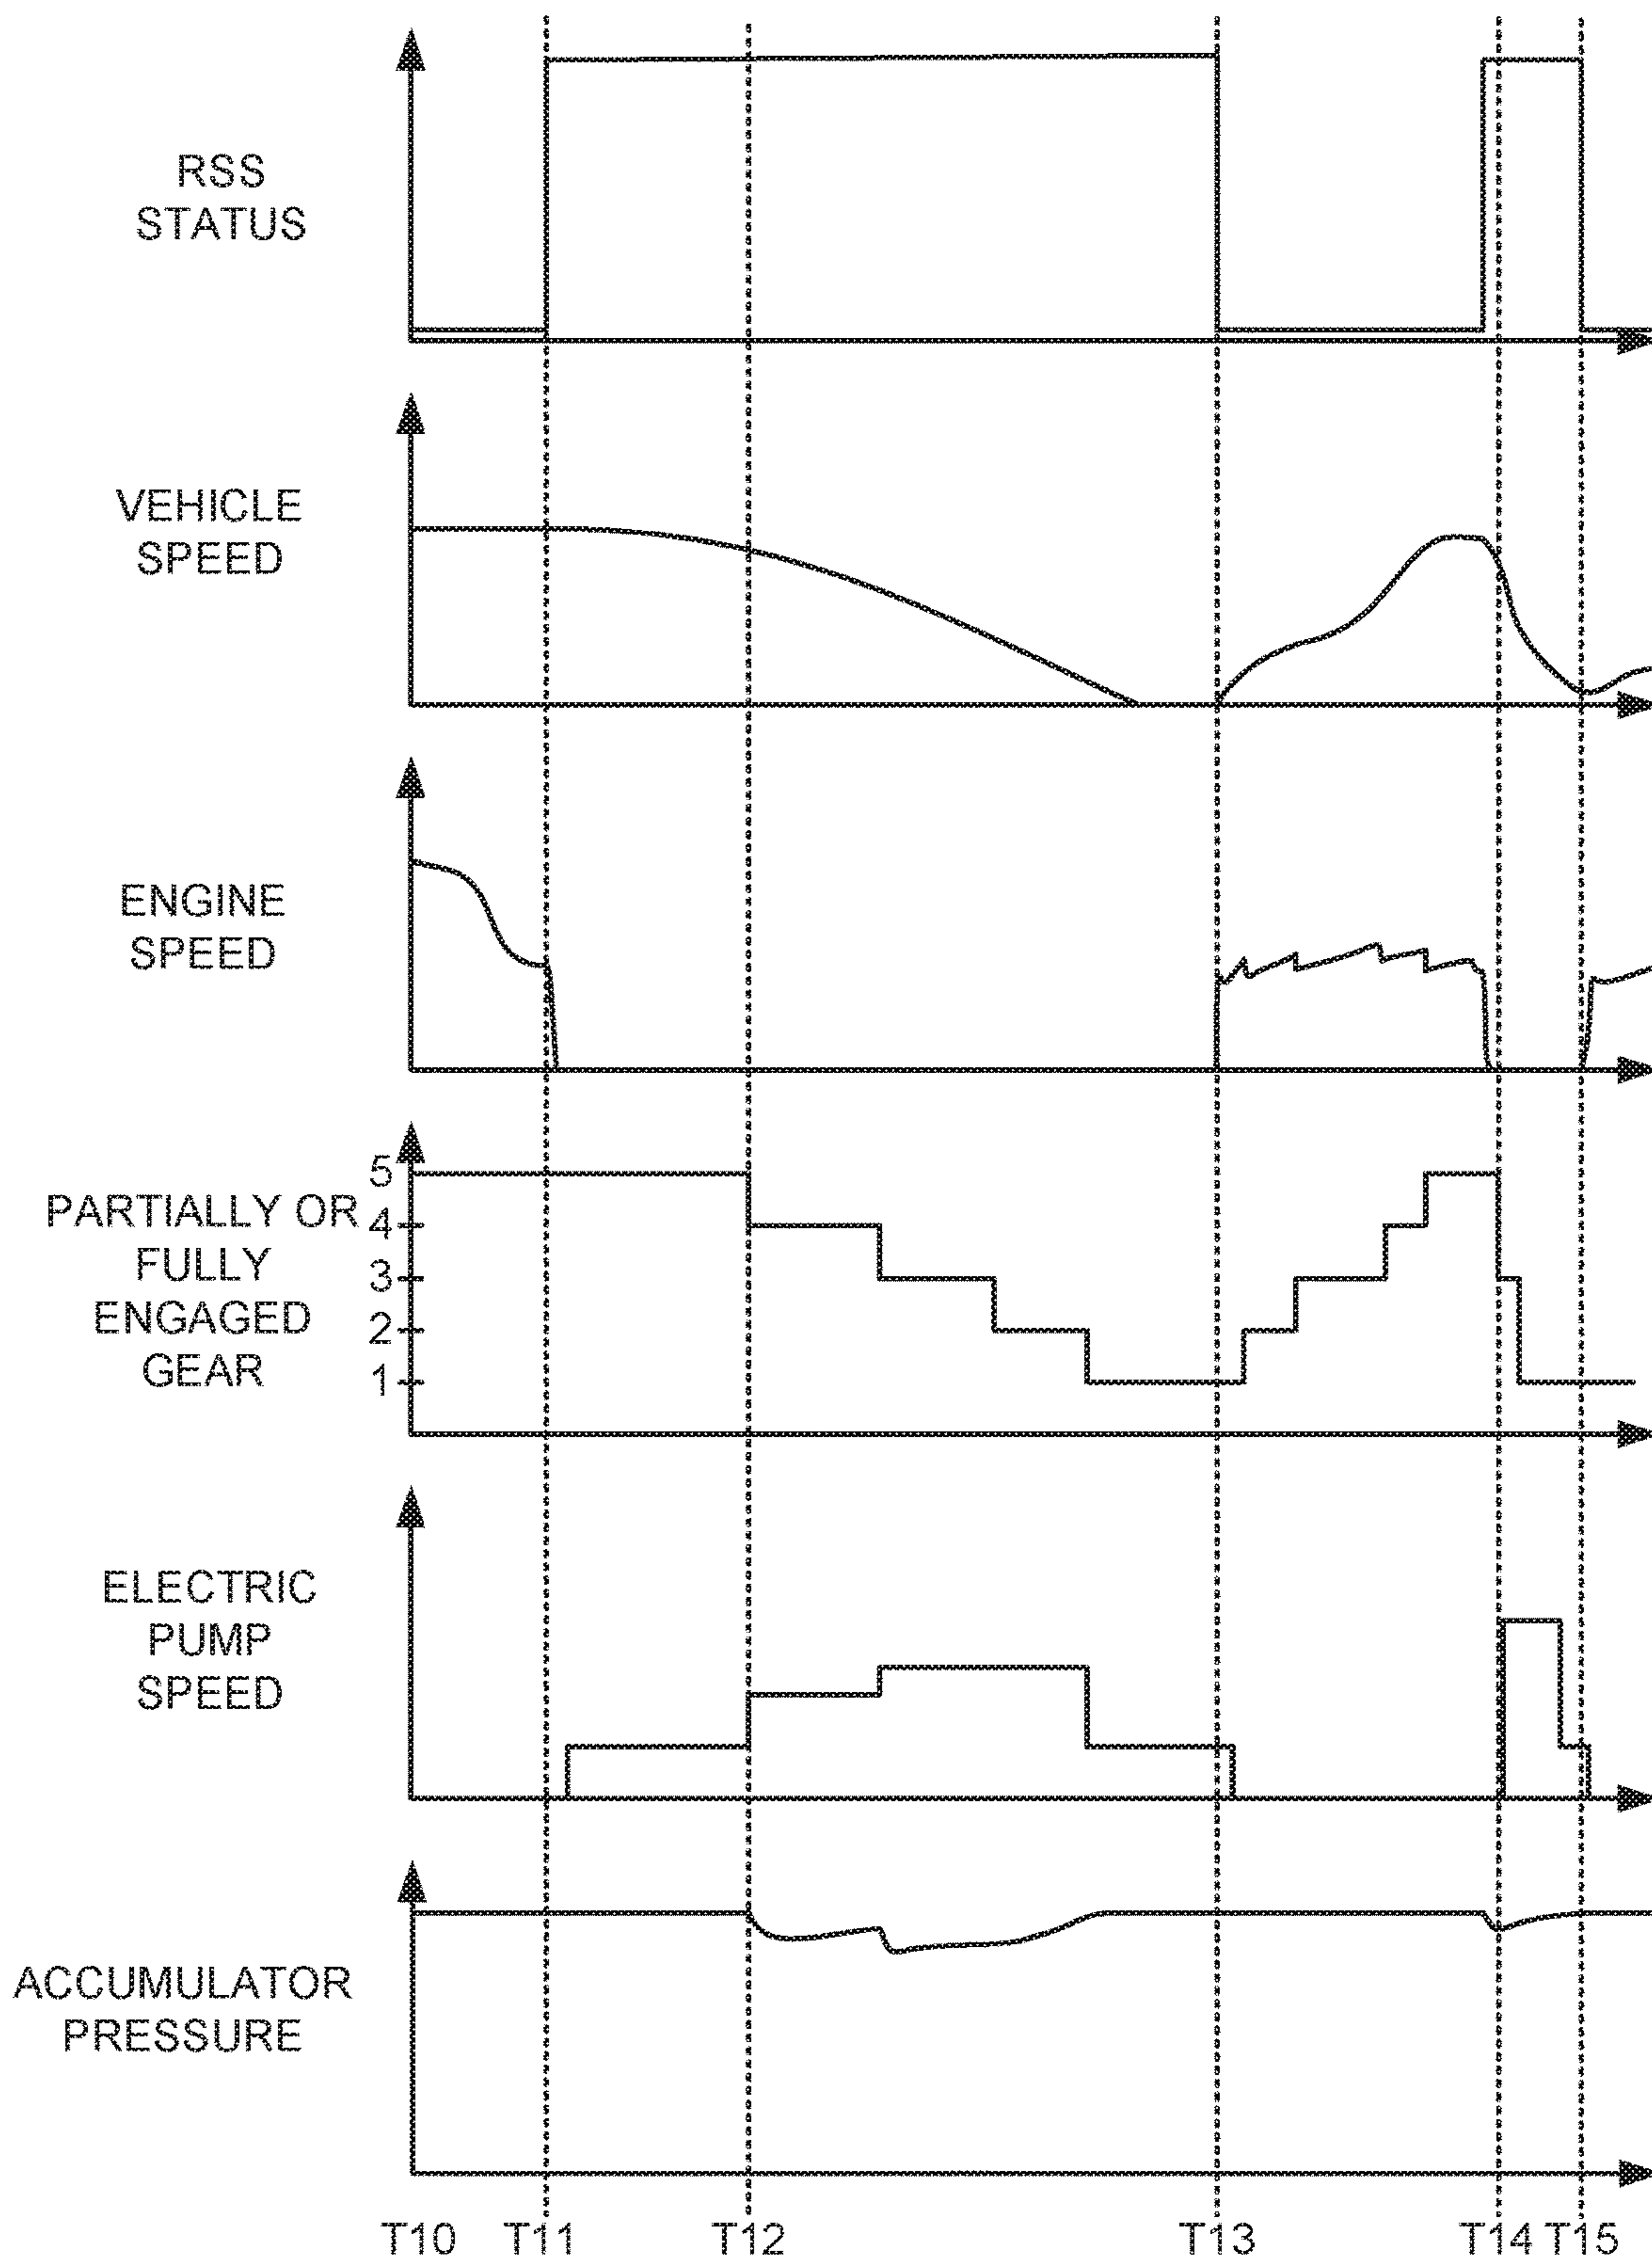 RSS
STATUS
VEHICLE
SPEED
ENGINE
SPEED
PARTIALLY OR
FULLY
ENGAGED
GEAR
5
4
3
2
1
ELECTRIC
PUMP
SPEED
ACCUMULATOR
PRESSURE
T10 T11 T12 T13 T14 T15